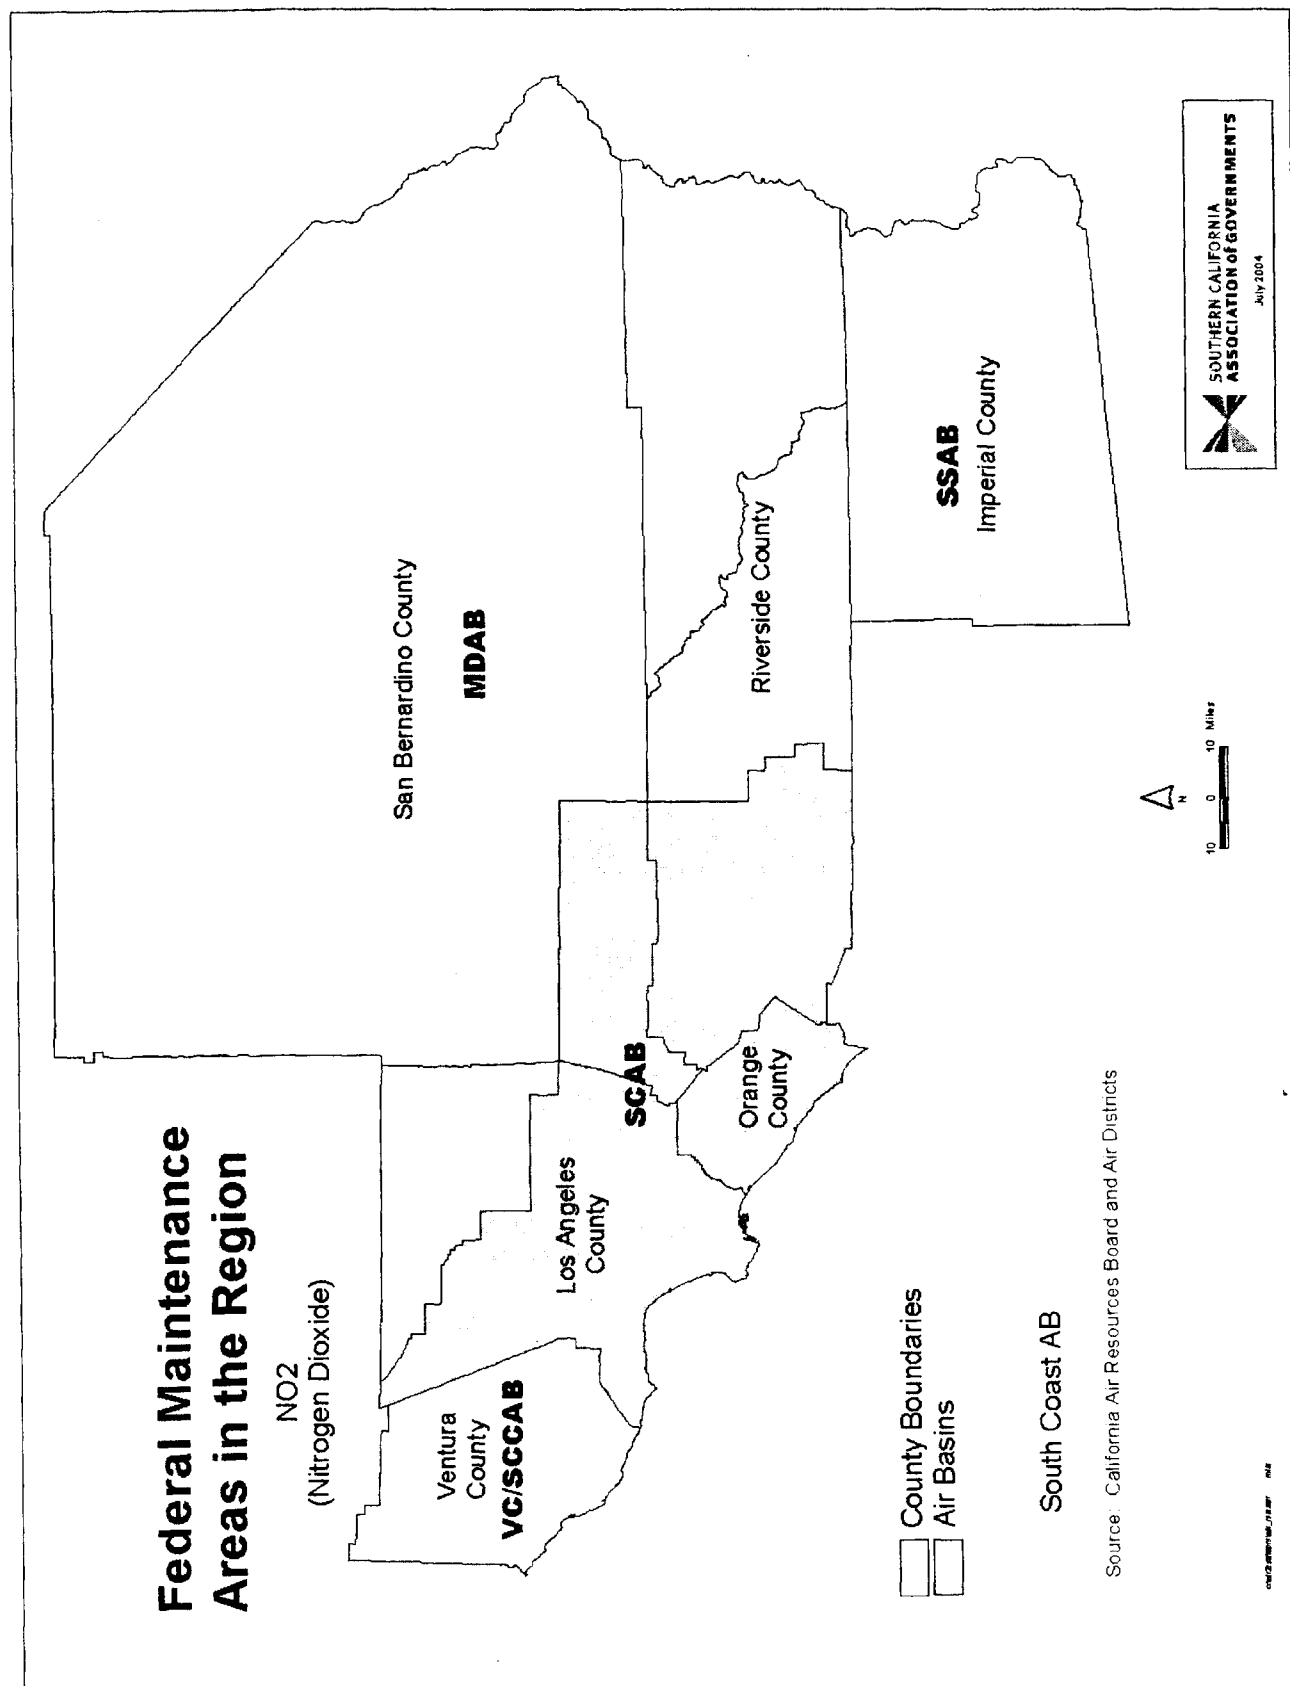 Federal Maintenance
Areas in the Region
NO2
(Nitrogen Dioxide)
San Bernardino County
MDAB
Ventura
County
VC/SCCAB
Los Angeles
County
SCAB
Orange
County
Riverside County
SSAB
Imperial County
County Boundaries
Air Basins
South Coast AB
Source: California Air Resources Board and Air Districts
N
10 0 10 Miles
SOUTHERN CALIFORNIA
ASSOCIATION of GOVERNMENTS
July 2004